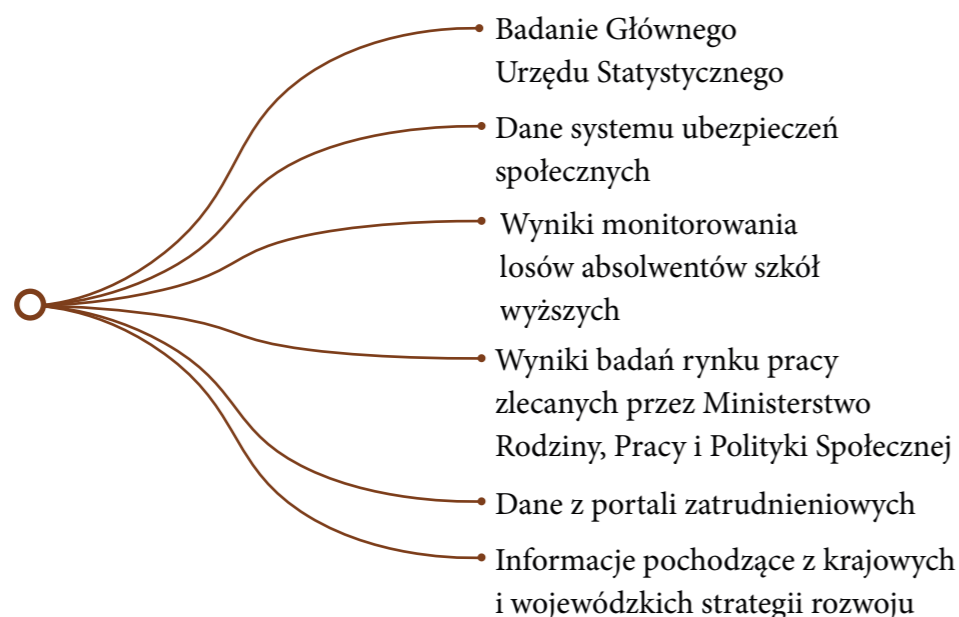 Badanie Głównego
Urzędu Statystycznego
Dane systemu ubezpieczeń
społecznych
Wyniki monitorowania
losów absolwentów szkół
wyższych
Wyniki badań rynku pracy
zlecanych przez Ministerstwo
Rodziny, Pracy i Polityki Społecznej
Dane z portali zatrudnieniowych
Informacje pochodzące z krajowych
i wojewódzkich strategii rozwoju